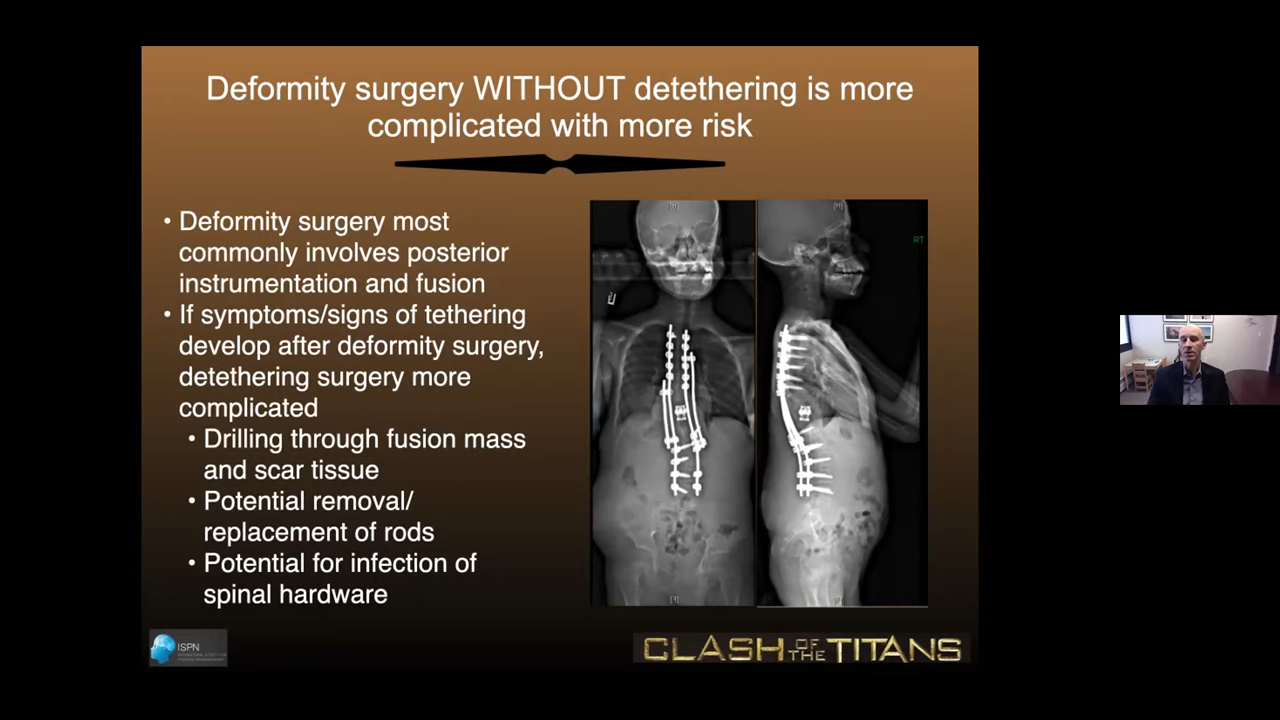 Deformity surgery WITHOUT detethering is more
complicated with more risk
• Deformity surgery most
commonly involves posterior
instrumentation and fusion
• If symptoms/signs of tethering
develop after deformity surgery,
detethering surgery more
complicated
• Drilling through fusion mass
and scar tissue
• Potential removal/
replacement of rods
• Potential for infection of
spinal hardware
[H]
[H]
RT
L
[F]
ISPN
CLASH OF THE TITANS